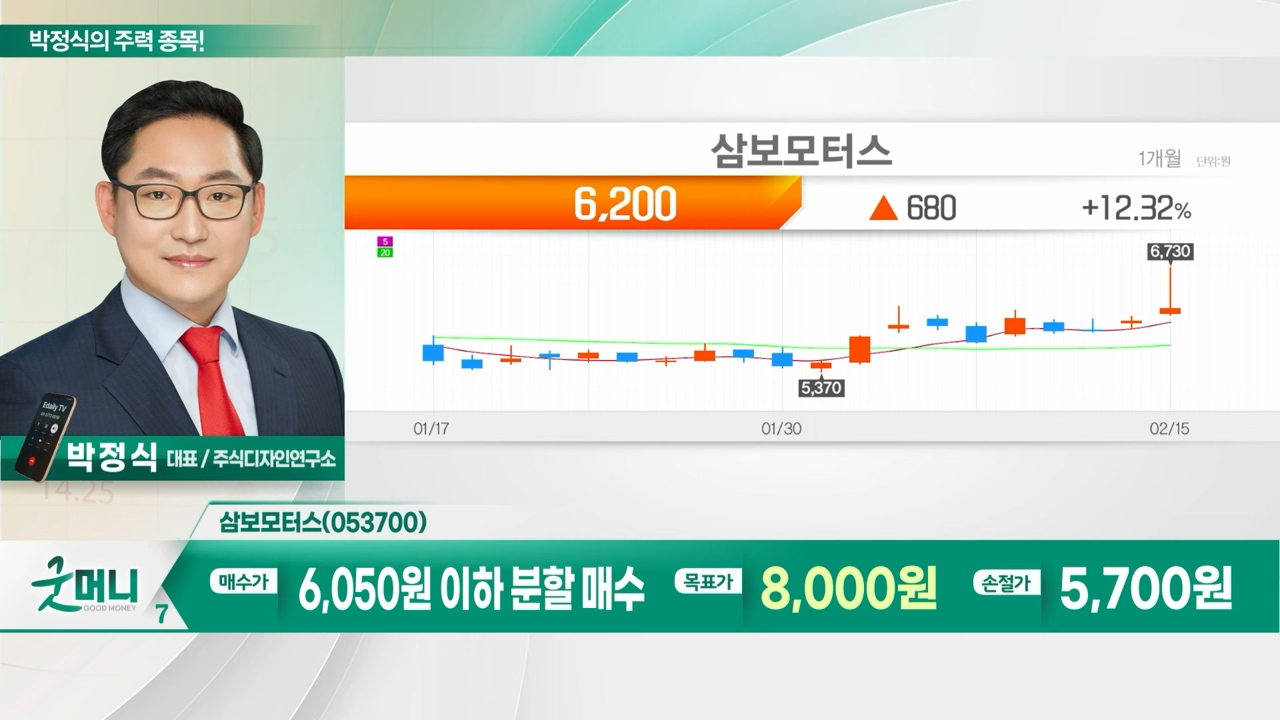 박정식의 주력 종목!
삼보모터스
1개월 단위:원
6,200 ▲ 680 +12.32%
5
20
6,730
5,370
01/17 01/30 02/15
Edaily TV
박정식 대표 / 주식디자인연구소
14.25
삼보모터스(053700)
굿머니
GOOD MONEY
7
매수가 6,050원 이하 분할 매수 목표가 8,000원 손절가 5,700원